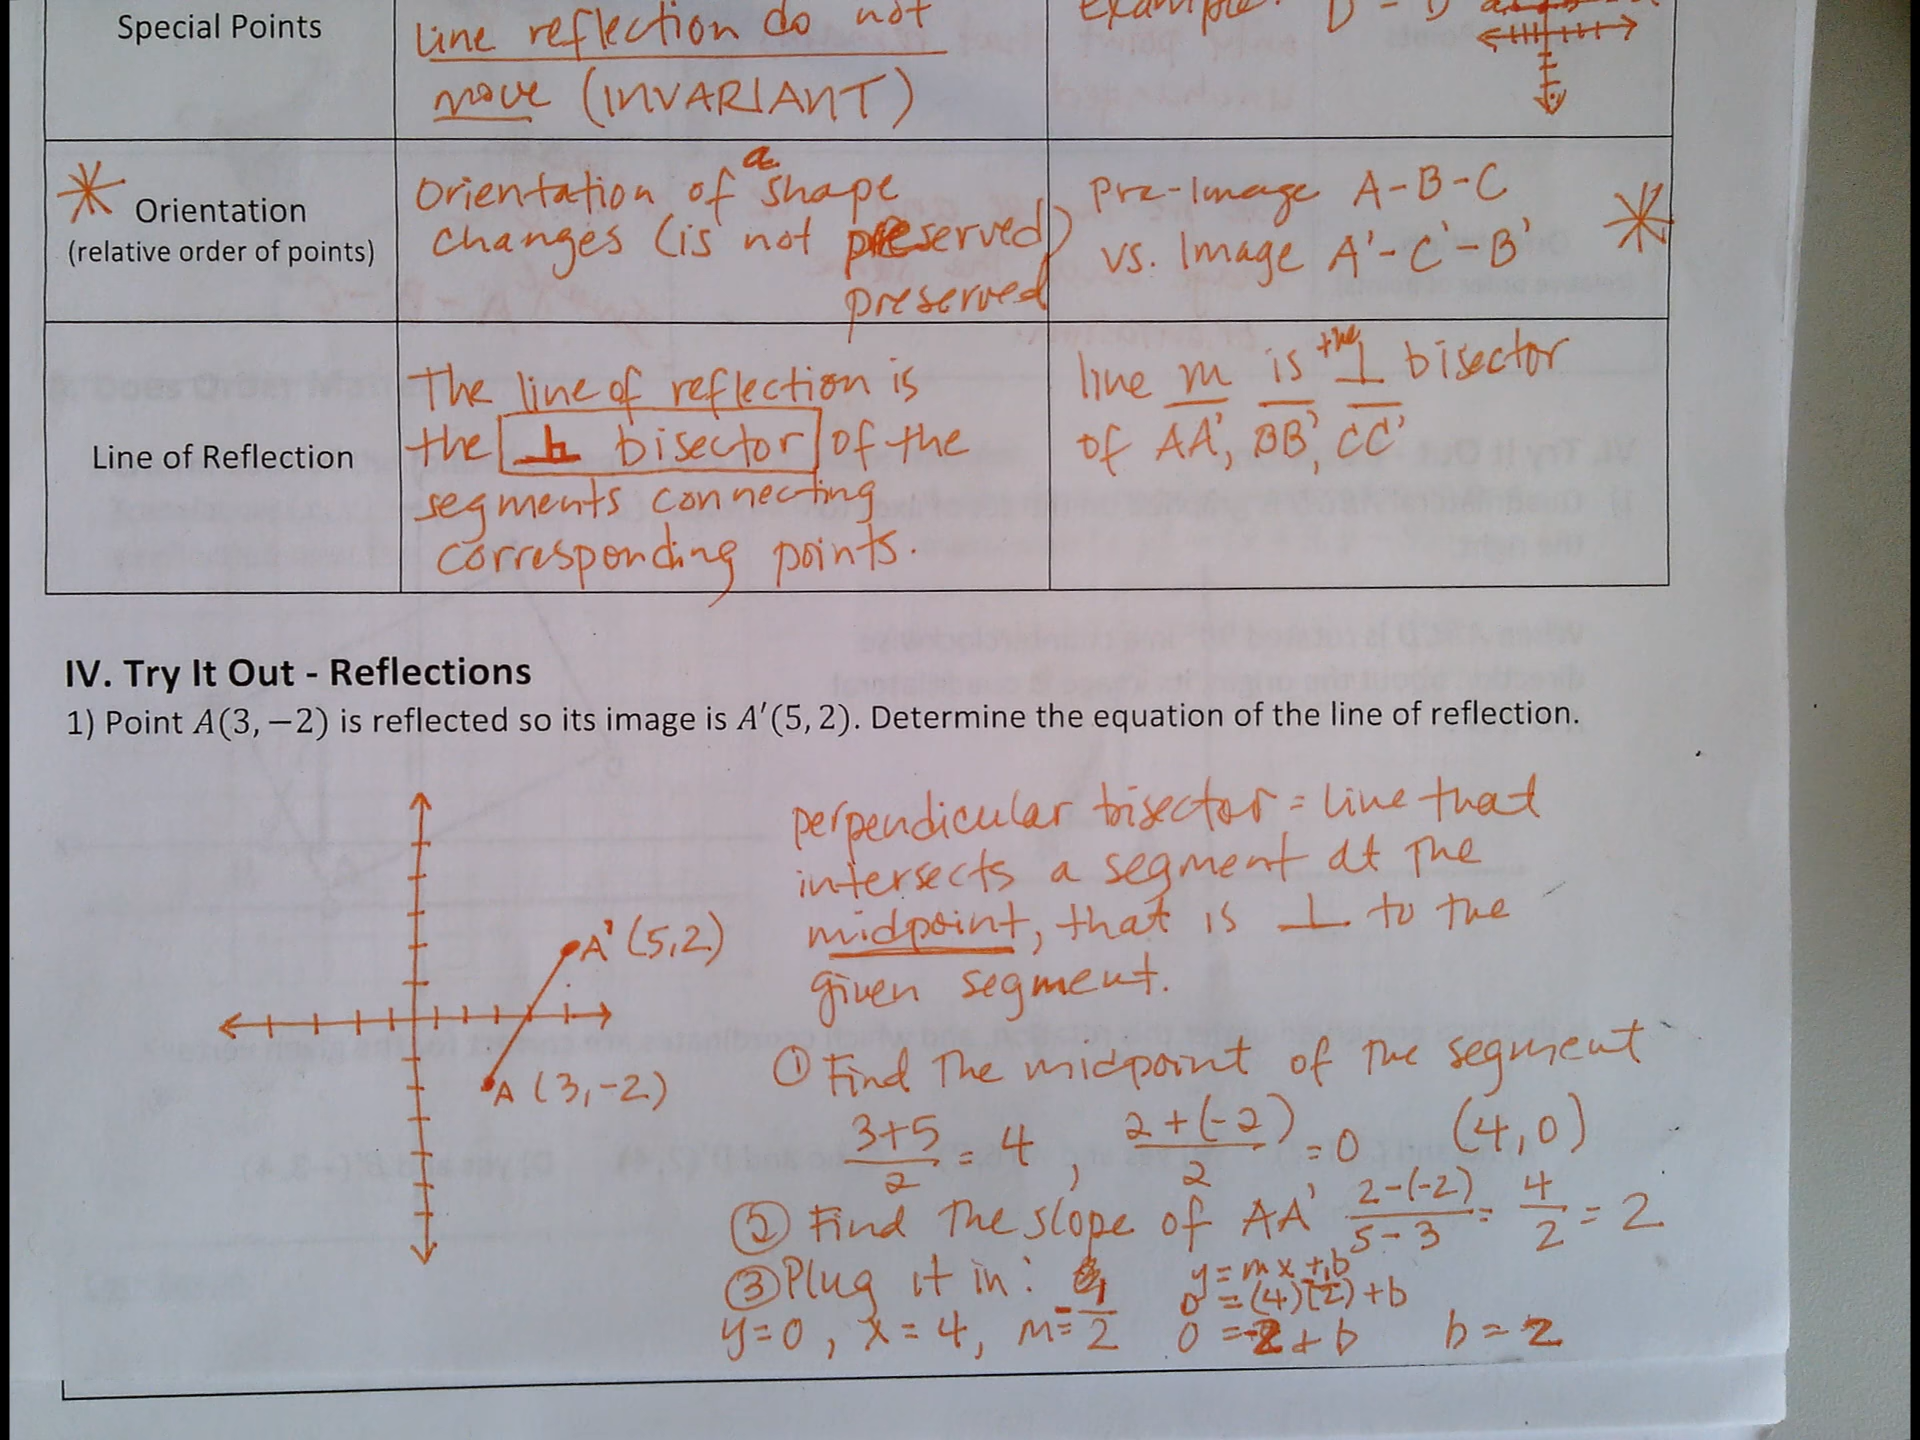 Special Points
line reflection do not
move (INVARIANT)
example:
Orientation
(relative order of points)
Orientation of a shape
changes (is not preserved)
preserved
Pre-Image A-B-C
vs. Image A'-C'-B'
Line of Reflection
The line of reflection is
the ⊥ bisector of the
segments connecting
corresponding points.
line m is the ⊥ bisector
of AA', BB', CC'
IV. Try It Out - Reflections
1) Point A(3, −2) is reflected so its image is A′(5, 2). Determine the equation of the line of reflection.
A' (5,2)
A (3,-2)
perpendicular bisector = line that
intersects a segment at the
midpoint, that is ⊥ to the
given segment.
① Find the midpoint of the segment
3+5/2 = 4, 2+(-2)/2 = 0 (4,0)
② Find the slope of AA' 2-(-2)/5-3 = 4/2 = 2
③ Plug it in:
y=mx+b
y=0, x=4, m=-1/2
0 = -2 + b b = 2